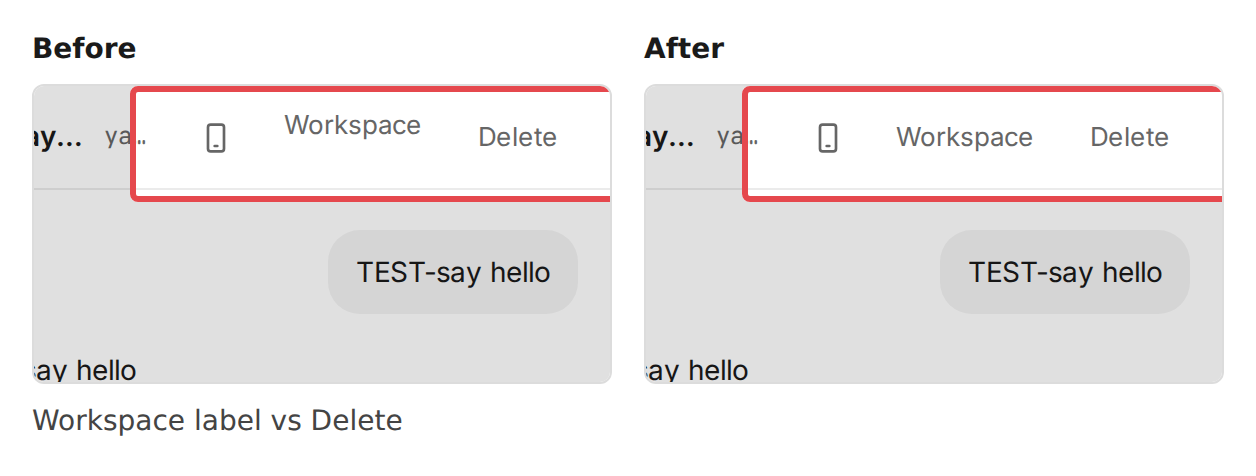 Before
After
ay... ya...
Workspace
Delete
ay... ya...
Workspace
Delete
TEST-say hello
TEST-say hello
say hello
say hello
Workspace label vs Delete